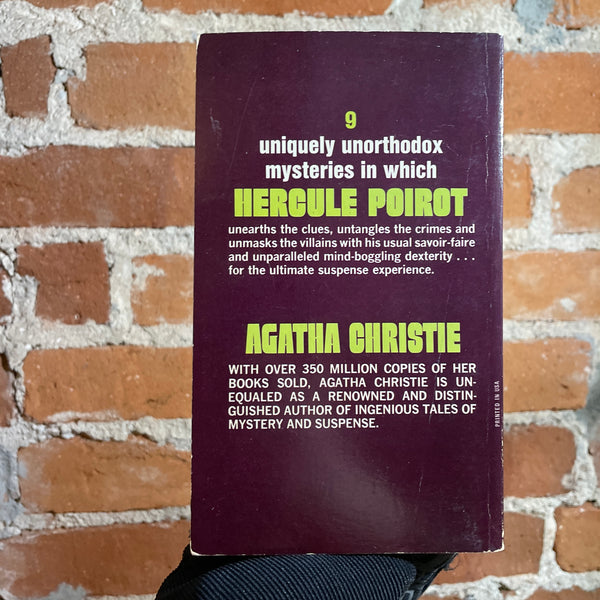 9
uniquely unorthodox
mysteries in which
HERCULE POIROT
unearths the clues, untangles the crimes and
unmasks the villains with his usual savoir-faire
and unparalleled mind-boggling dexterity . . .
for the ultimate suspense experience.
AGATHA CHRISTIE
WITH OVER 350 MILLION COPIES OF HER
BOOKS SOLD, AGATHA CHRISTIE IS UN-
EQUALED AS A RENOWNED AND DISTIN-
GUISHED AUTHOR OF INGENIOUS TALES OF
MYSTERY AND SUSPENSE.
PRINTED IN USA